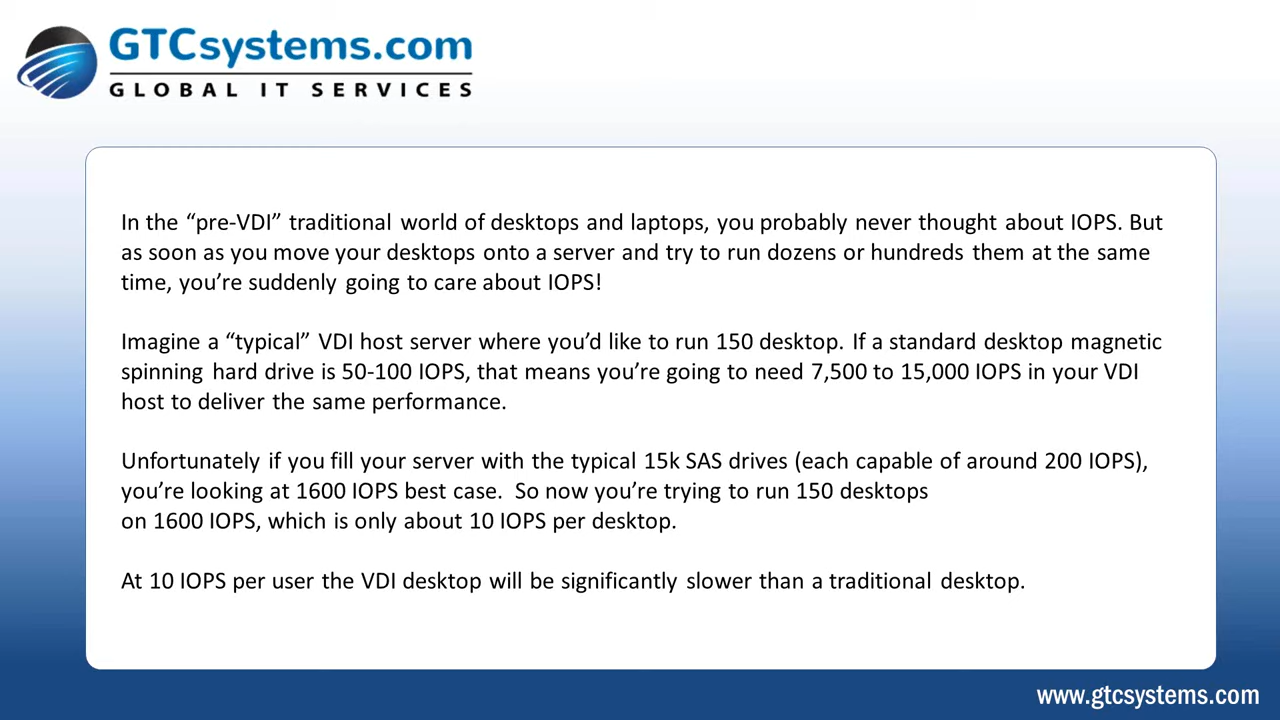 GTCsystems.com
GLOBAL IT SERVICES
In the “pre-VDI” traditional world of desktops and laptops, you probably never thought about IOPS. But
as soon as you move your desktops onto a server and try to run dozens or hundreds them at the same
time, you’re suddenly going to care about IOPS!
Imagine a “typical” VDI host server where you’d like to run 150 desktop. If a standard desktop magnetic
spinning hard drive is 50-100 IOPS, that means you’re going to need 7,500 to 15,000 IOPS in your VDI
host to deliver the same performance.
Unfortunately if you fill your server with the typical 15k SAS drives (each capable of around 200 IOPS),
you’re looking at 1600 IOPS best case. So now you’re trying to run 150 desktops
on 1600 IOPS, which is only about 10 IOPS per desktop.
At 10 IOPS per user the VDI desktop will be significantly slower than a traditional desktop.
www.gtcsystems.com